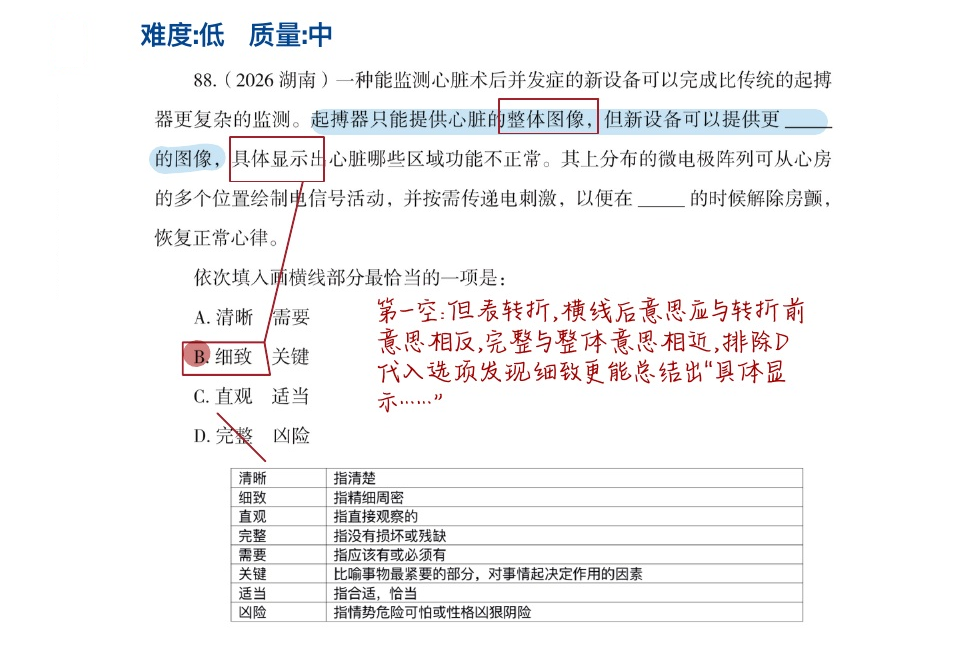 难度:低 质量:中
88.（2026 湖南）一种能监测心脏术后并发症的新设备可以完成比传统的起搏
器更复杂的监测。起搏器只能提供心脏的整体图像，但新设备可以提供更_____
的图像，具体显示出心脏哪些区域功能不正常。其上分布的微电极阵列可从心房
的多个位置绘制电信号活动，并按需传递电刺激，以便在_____的时候解除房颤，
恢复正常心律。
依次填入画横线部分最恰当的一项是：
A. 清晰 需要
B. 细致 关键
C. 直观 适当
D. 完整 凶险
第一空:但表转折,横线后意思应与转折前
意思相反,完整与整体意思相近,排除D
代入选项发现细致更能总结出“具体显
示……”
清晰 指清楚
细致 指精细周密
直观 指直接观察的
完整 指没有损坏或残缺
需要 指应该有或必须有
关键 比喻事物最紧要的部分，对事情起决定作用的因素
适当 指合适，恰当
凶险 指情势危险可怕或性格凶狠阴险